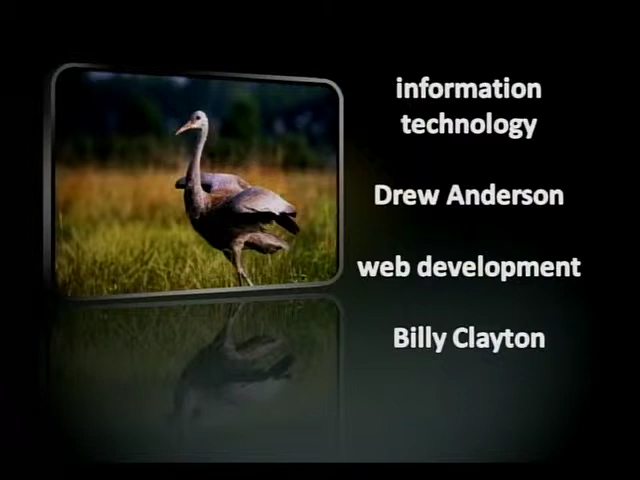 information
technology
Drew Anderson
web development
Billy Clayton